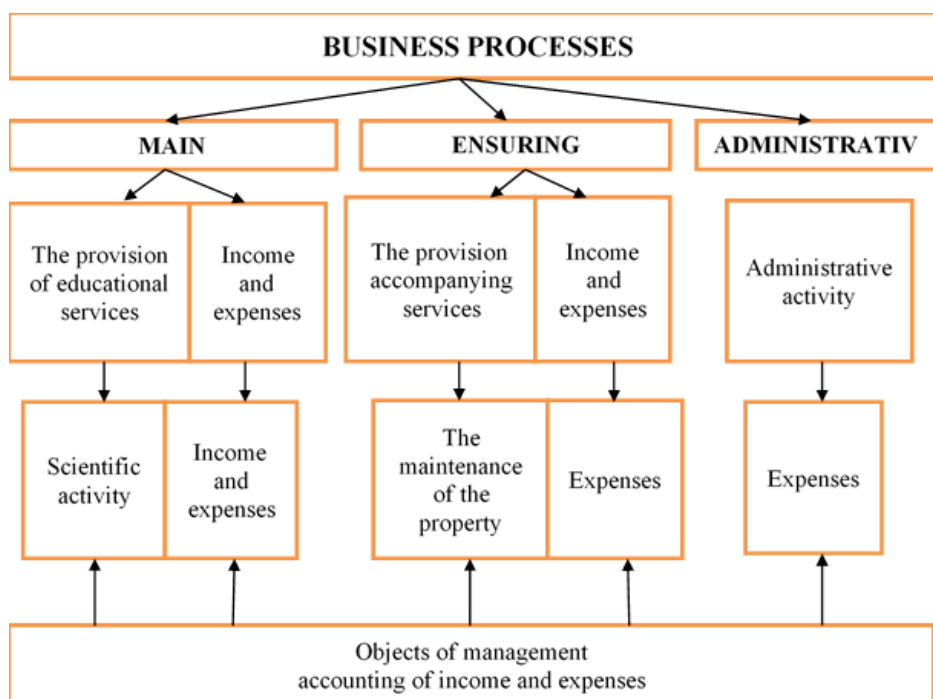 BUSINESS PROCESSES
MAIN
ENSURING
ADMINISTRATIV
The provision
of educational
services
Income
and
expenses
The provision
accompanying
services
Income
and
expenses
Administrative
activity
Scientific
activity
Income
and
expenses
The
maintenance
of the
property
Expenses
Expenses
Objects of management
accounting of income and expenses